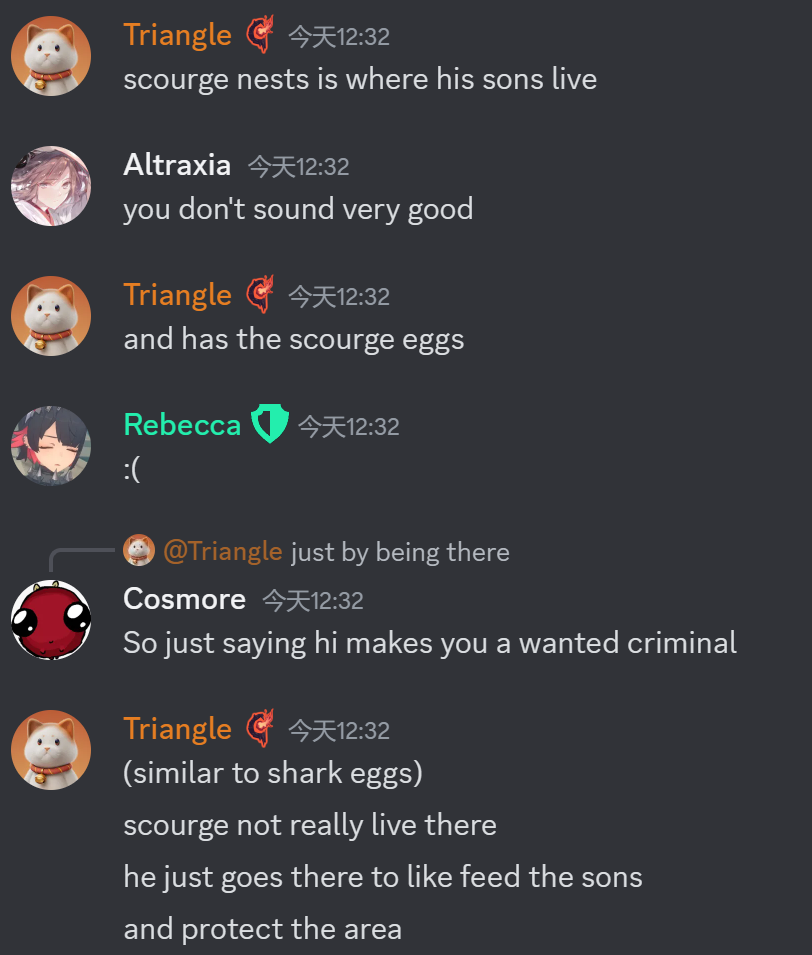 Triangle 今天12:32
scourge nests is where his sons live
Altraxia 今天12:32
you don't sound very good
Triangle 今天12:32
and has the scourge eggs
Rebecca 今天12:32
:(
@Triangle just by being there
Cosmore 今天12:32
So just saying hi makes you a wanted criminal
Triangle 今天12:32
(similar to shark eggs)
scourge not really live there
he just goes there to like feed the sons
and protect the area